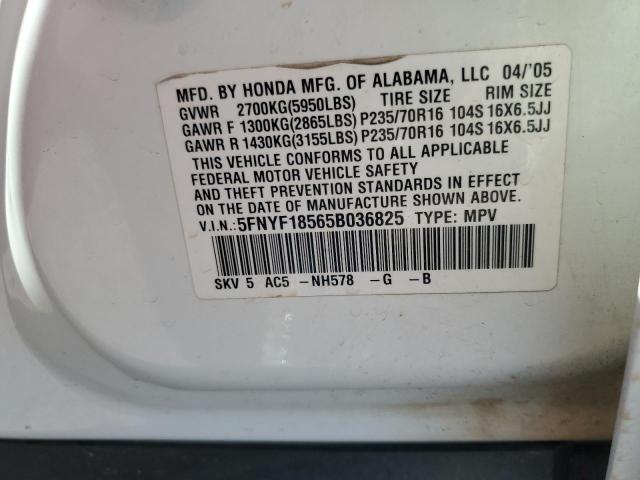 MFD. BY HONDA MFG. OF ALABAMA, LLC 04/'05
GVWR 2700KG(5950LBS) TIRE SIZE RIM SIZE
GAWR F 1300KG(2865LBS) P235/70R16 104S 16X6.5JJ
GAWR R 1430KG(3155LBS) P235/70R16 104S 16X6.5JJ
THIS VEHICLE CONFORMS TO ALL APPLICABLE
FEDERAL MOTOR VEHICLE SAFETY
AND THEFT PREVENTION STANDARDS IN EFFECT
ON THE DATE OF MANUFACTURE SHOWN ABOVE.
V.I.N.:5FNYF18565B036825 TYPE: MPV
SKV 5 AC5 -NH578 -G -B